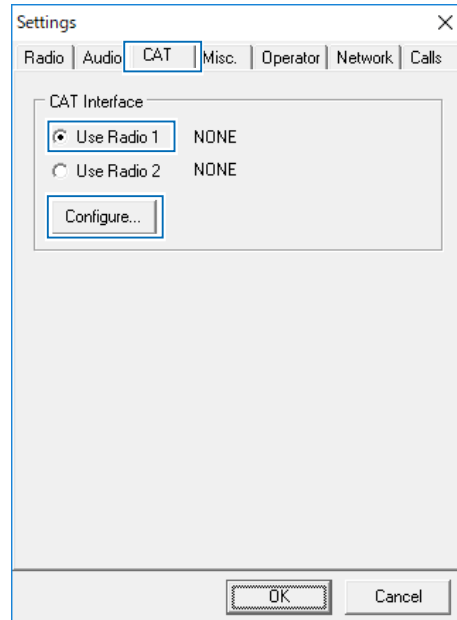 Settings
Radio Audio CAT Misc. Operator Network Calls
CAT Interface
Use Radio 1 NONE
Use Radio 2 NONE
Configure...
OK Cancel